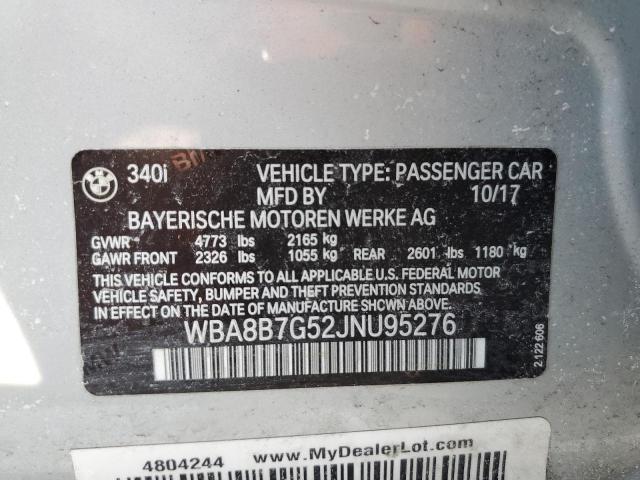 340i VEHICLE TYPE: PASSENGER CAR
MFD BY 10/17
BAYERISCHE MOTOREN WERKE AG
GVWR 4773 lbs 2165 kg
GAWR FRONT 2326 lbs 1055 kg REAR 2601 lbs 1180 kg
THIS VEHICLE CONFORMS TO ALL APPLICABLE U.S. FEDERAL MOTOR
VEHICLE SAFETY, BUMPER AND THEFT PREVENTION STANDARDS
IN EFFECT ON THE DATE OF MANUFACTURE SHOWN ABOVE.
WBA8B7G52JNU95276
2.122 606
4804244 www.MyDealerLot.com